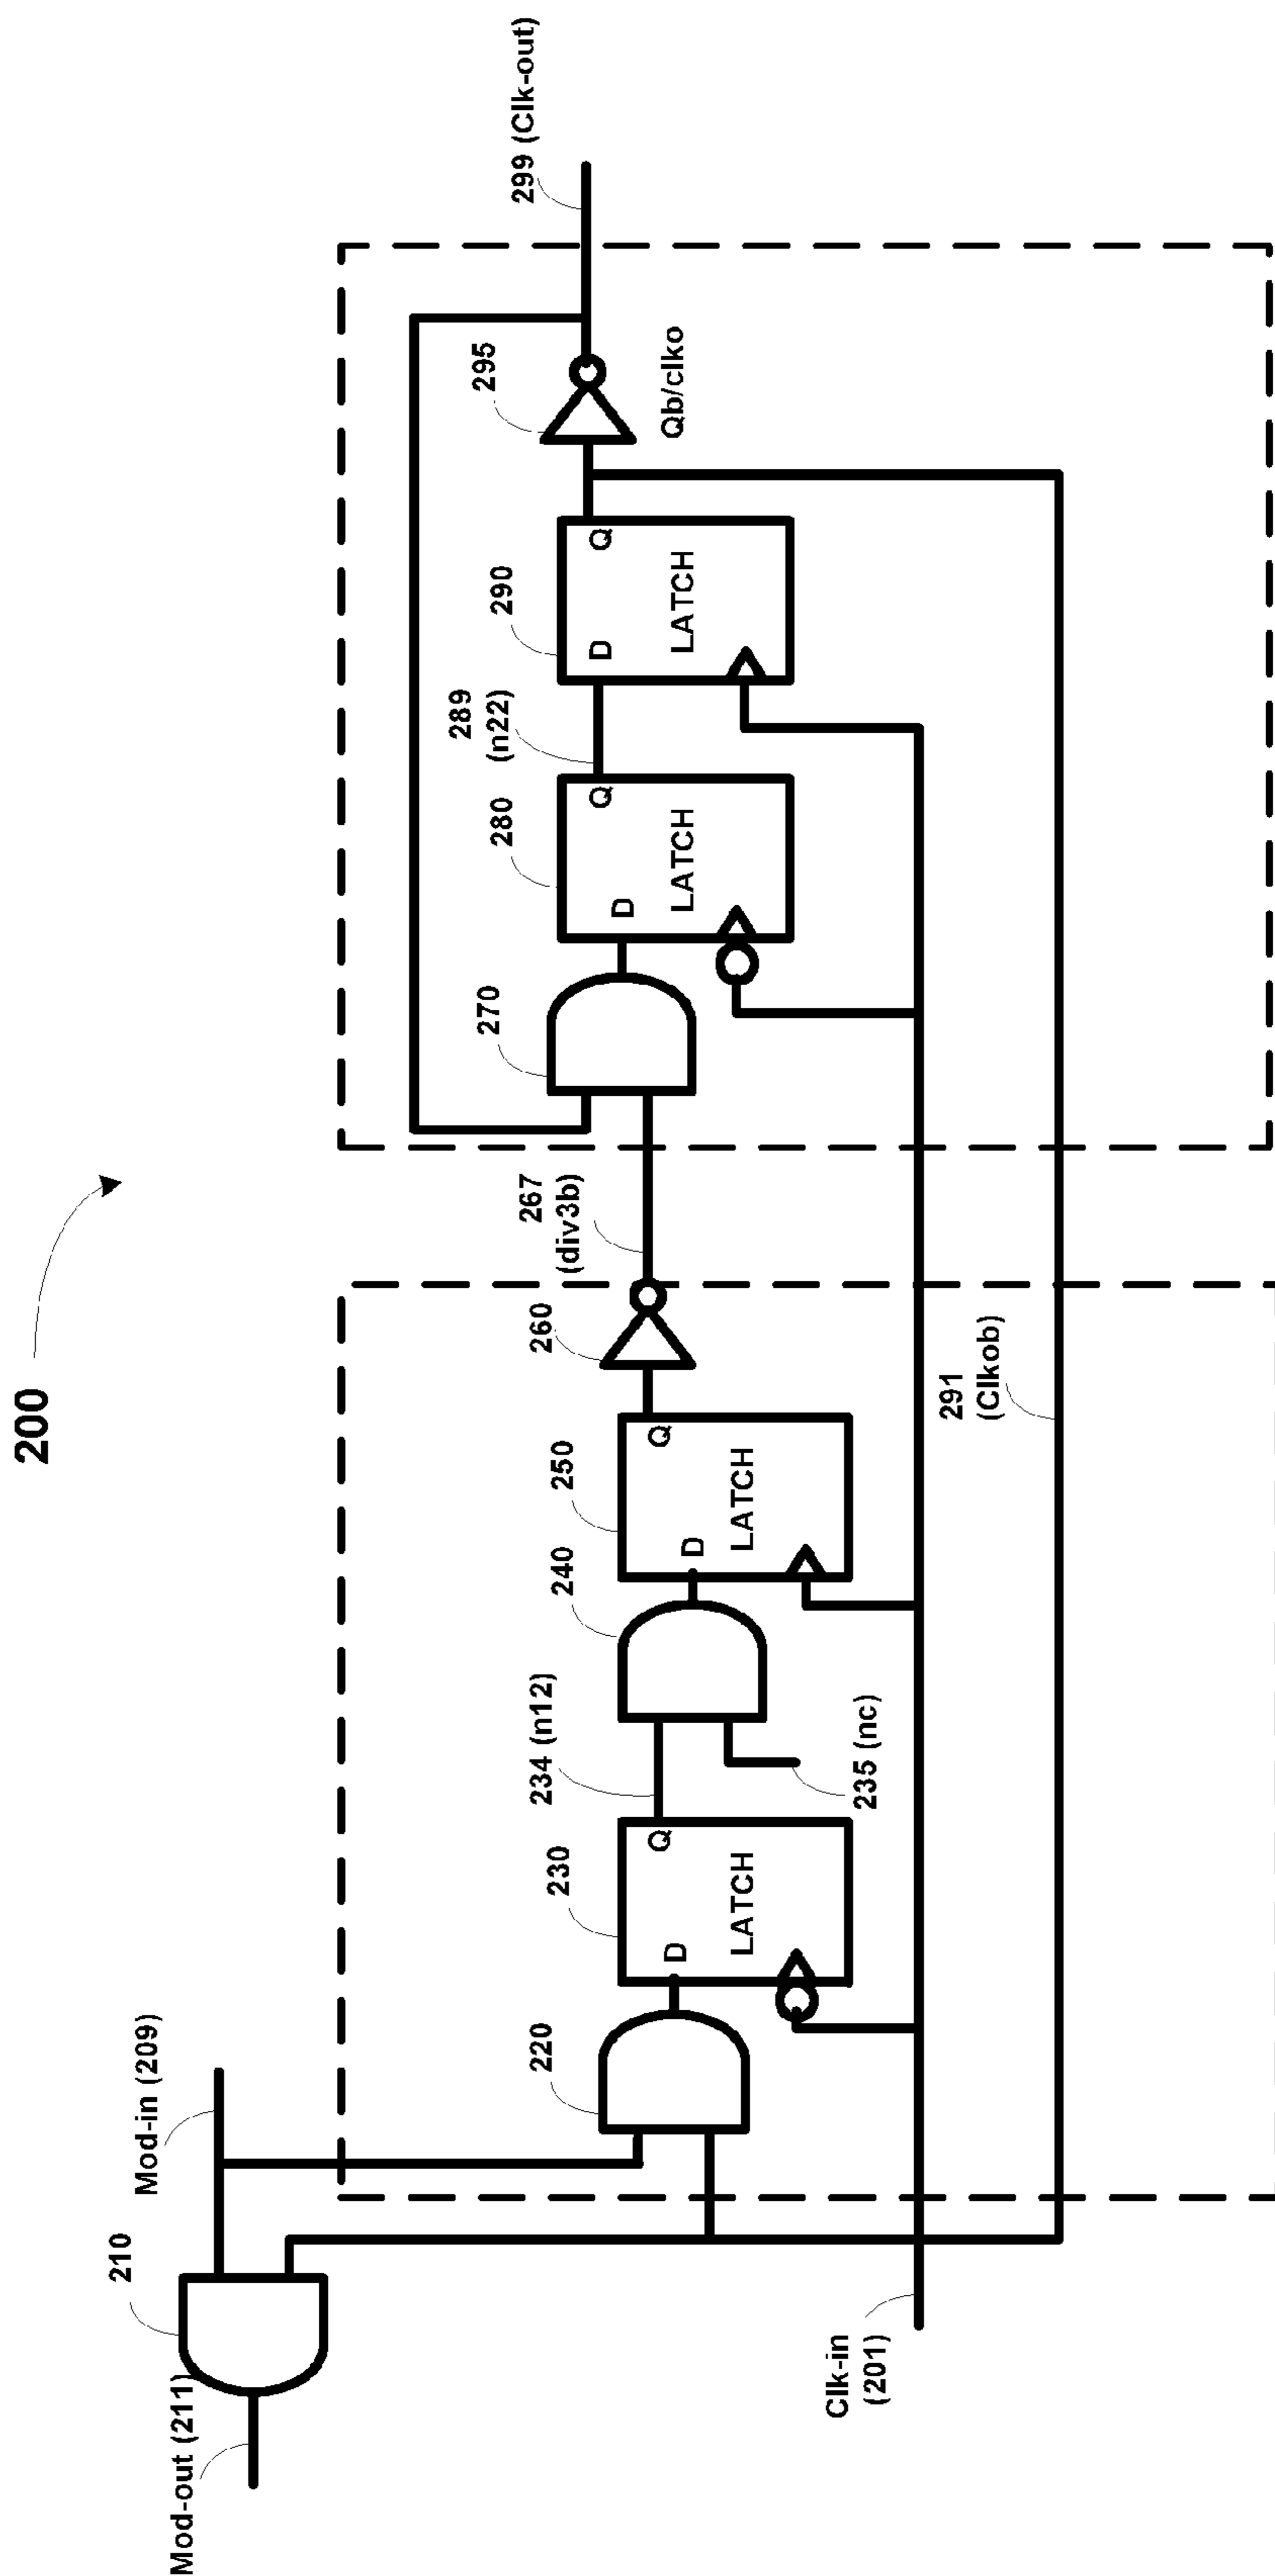 200
Mod-in (209)
210
Mod-out (211)
220
D
230
Q
LATCH
234 (n12)
235 (nc)
240
D
250
Q
LATCH
260
267
(div3b)
270
D
280
Q
LATCH
289
(n22)
D
290
Q
LATCH
295
Qb/clko
299 (Clk-out)
Clk-in
(201)
291
(Clkob)